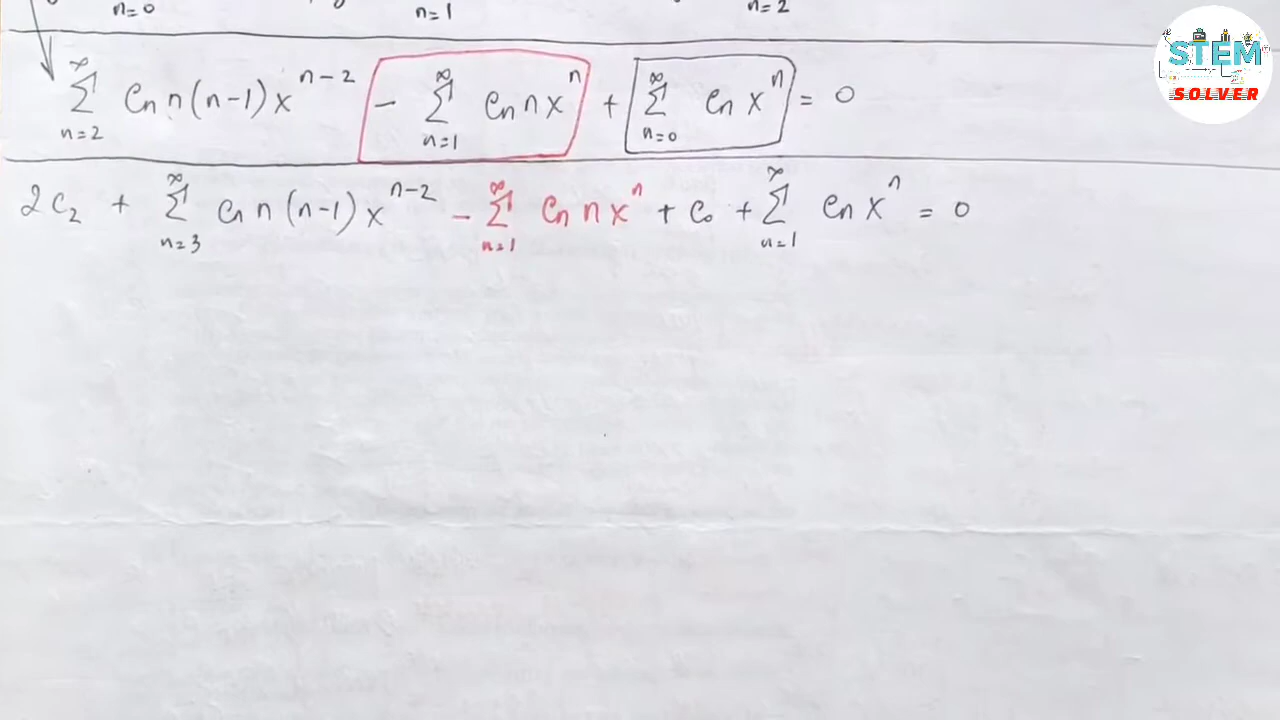 n=0 n=1 n=2
∞ ∑ n=2 Cn n(n-1) x^{n-2} - ∞ ∑ n=1 Cn n x^n + ∞ ∑ n=0 Cn x^n = 0
2C₂ + ∞ ∑ n=3 Cn n (n-1) x^{n-2} - ∞ ∑ n=1 Cn n x^n + C₀ + ∞ ∑ n=1 Cn x^n = 0
STEM
SOLVER